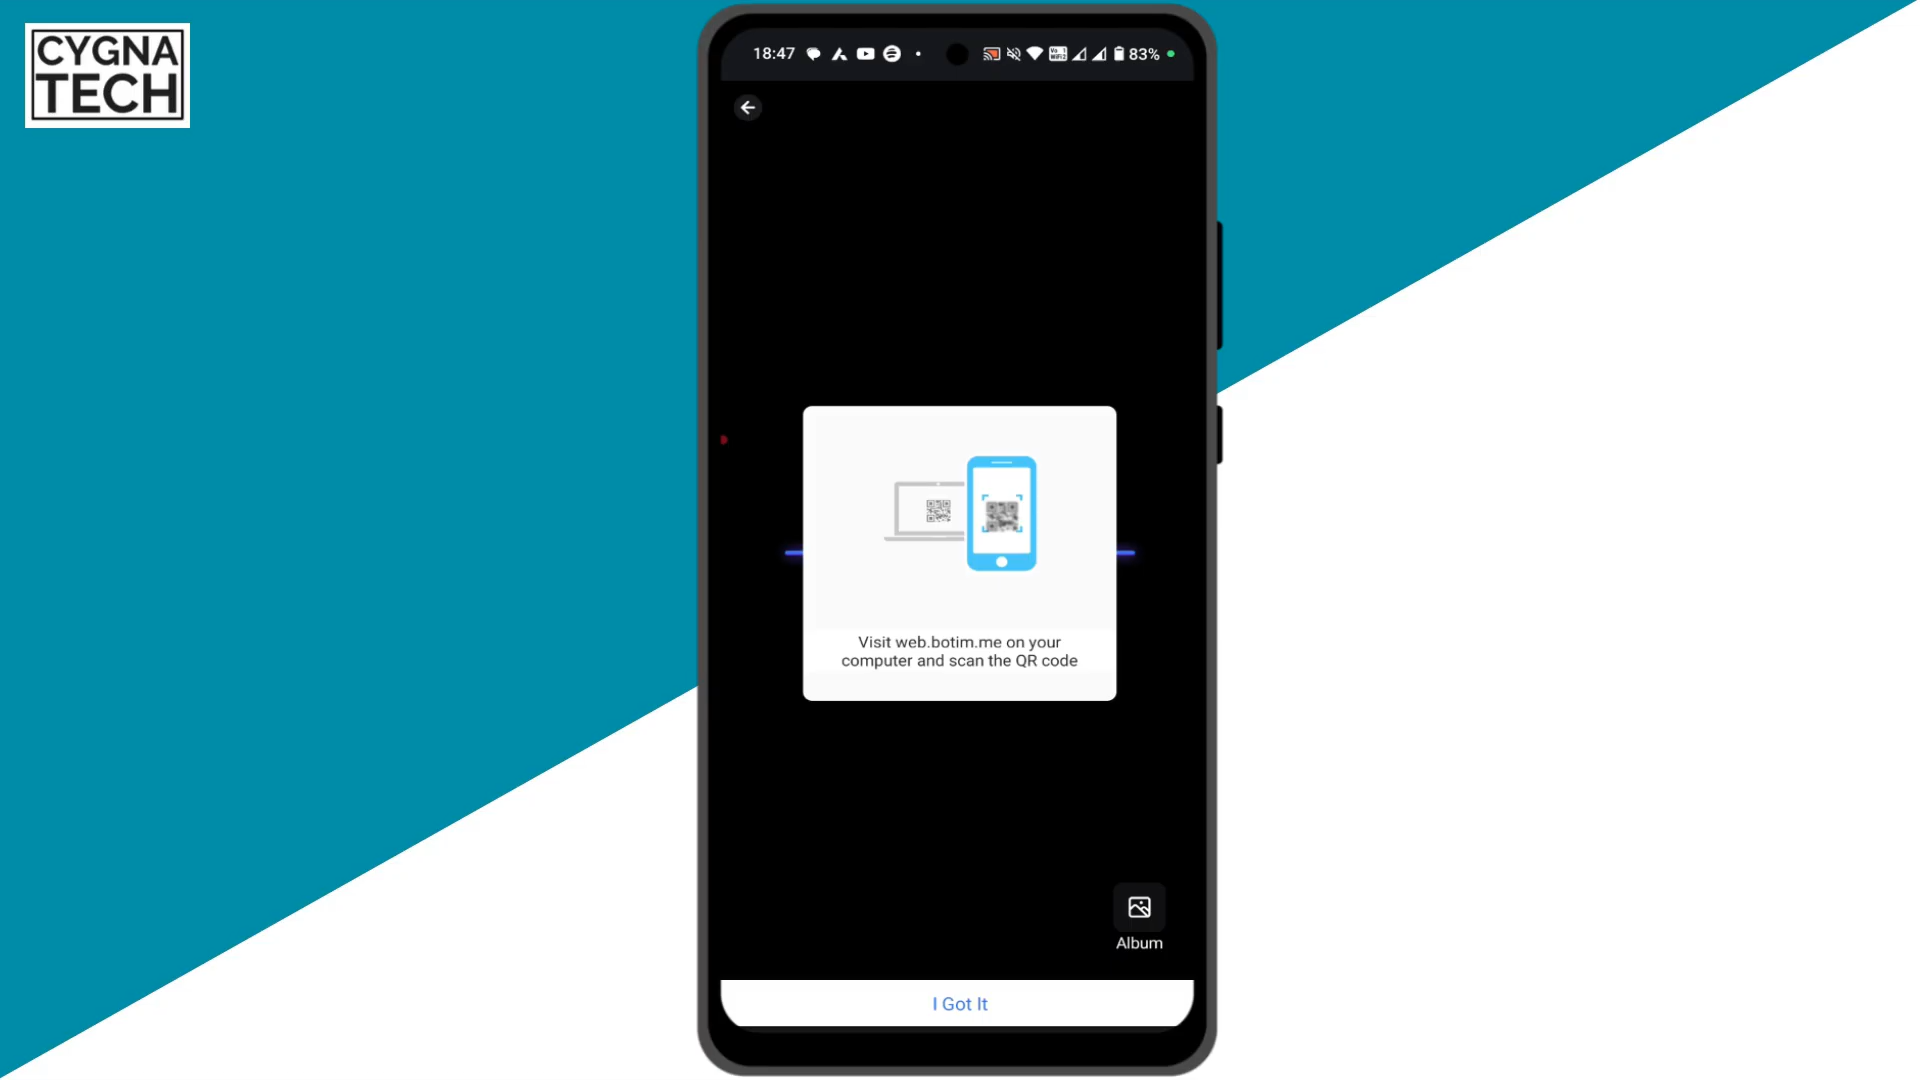 CYGNA
TECH
18:47
83%
Visit web.botim.me on your
computer and scan the QR code
Album
I Got It